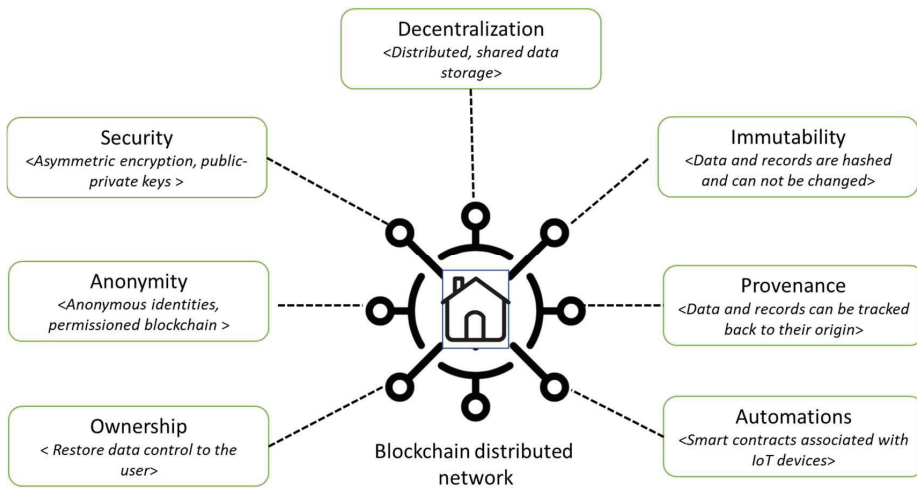 Decentralization
<Distributed, shared data
storage>
Security
<Asymmetric encryption, public-
private keys >
Immutability
<Data and records are hashed
and can not be changed>
Anonymity
<Anonymous identities,
permissioned blockchain >
Provenance
<Data and records can be tracked
back to their origin>
Ownership
< Restore data control to the
user>
Automations
<Smart contracts associated with
IoT devices>
Blockchain distributed
network